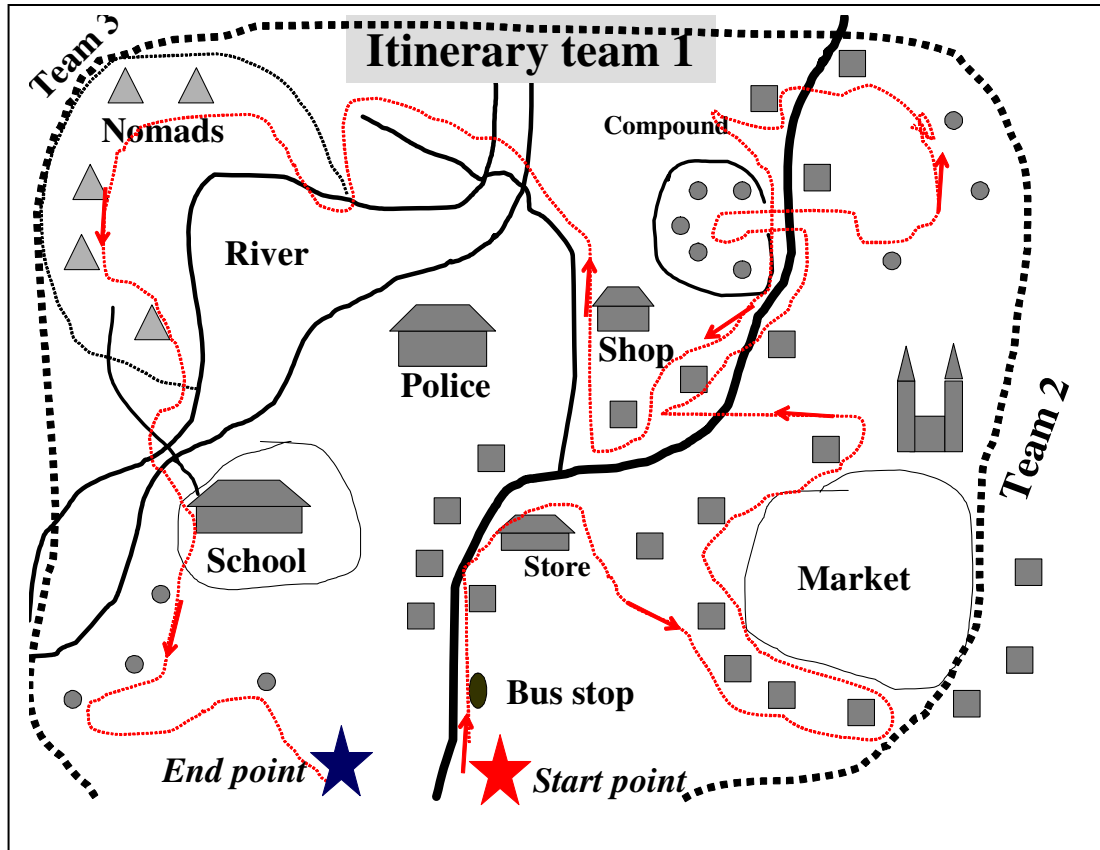 Itinerary team 1
Team 3
Nomads
Compound
River
Shop
Police
Team 2
School
Store
Market
Bus stop
End point
Start point